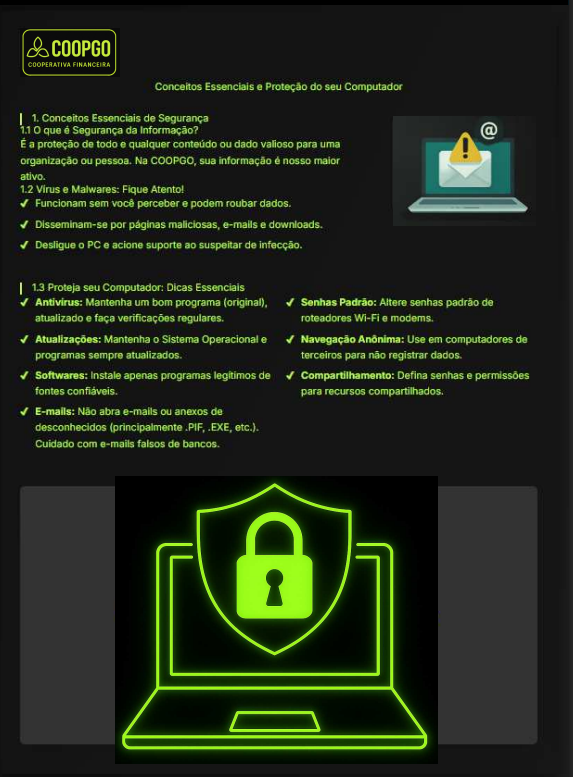 COOPGO
COOPERATIVA FINANCEIRA
Conceitos Essenciais e Proteção do seu Computador
1. Conceitos Essenciais de Segurança
1.1 O que é Segurança da Informação?
É a proteção de todo e qualquer conteúdo ou dado valioso para uma
organização ou pessoa. Na COOPGO, sua informação é nosso maior
ativo.
1.2 Vírus e Malwares: Fique Atento!
✔ Funcionam sem você perceber e podem roubar dados.
✔ Disseminam-se por páginas maliciosas, e-mails e downloads.
✔ Desligue o PC e acione suporte ao suspeitar de infecção.
@
!
1.3 Proteja seu Computador: Dicas Essenciais
✔ Antivírus: Mantenha um bom programa (original),
atualizado e faça verificações regulares.
✔ Atualizações: Mantenha o Sistema Operacional e
programas sempre atualizados.
✔ Softwares: Instale apenas programas legítimos de
fontes confiáveis.
✔ E-mails: Não abra e-mails ou anexos de
desconhecidos (principalmente .PIF, .EXE, etc.).
Cuidado com e-mails falsos de bancos.
✔ Senhas Padrão: Altere senhas padrão de
roteadores Wi-Fi e modems.
✔ Navegação Anônima: Use em computadores de
terceiros para não registrar dados.
✔ Compartilhamento: Defina senhas e permissões
para recursos compartilhados.